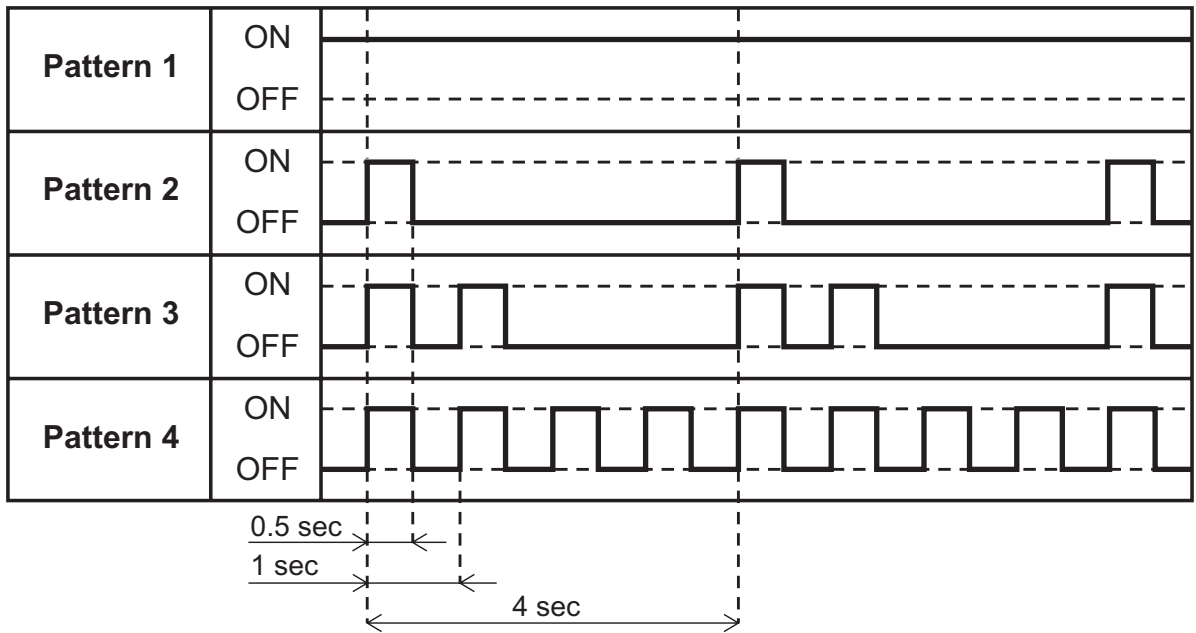 Pattern 1
ON
OFF
Pattern 2
ON
OFF
Pattern 3
ON
OFF
Pattern 4
ON
OFF
0.5 sec
1 sec
4 sec